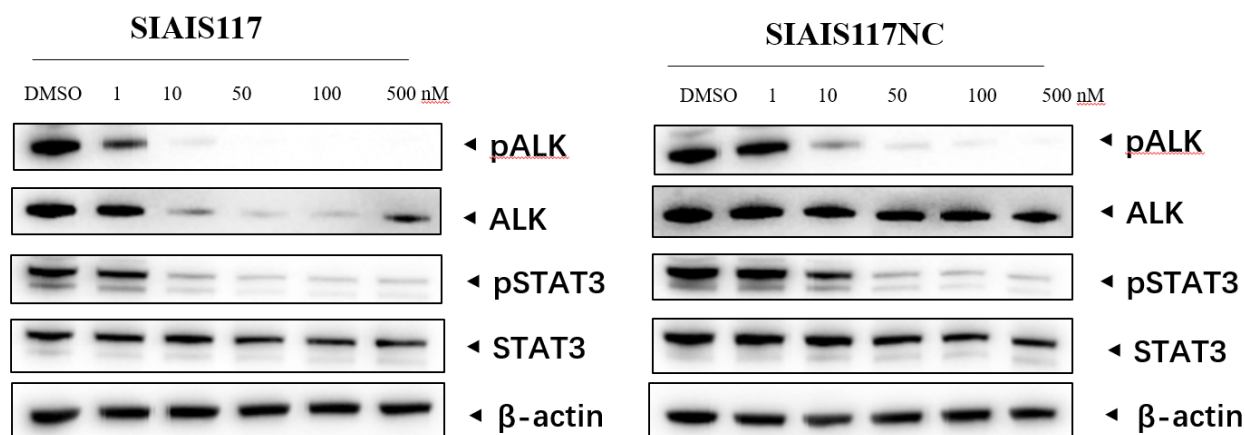 SIAIS117
DMSO 1 10 50 100 500 nM
pALK
ALK
pSTAT3
STAT3
β-actin
SIAIS117NC
DMSO 1 10 50 100 500 nM
pALK
ALK
pSTAT3
STAT3
β-actin